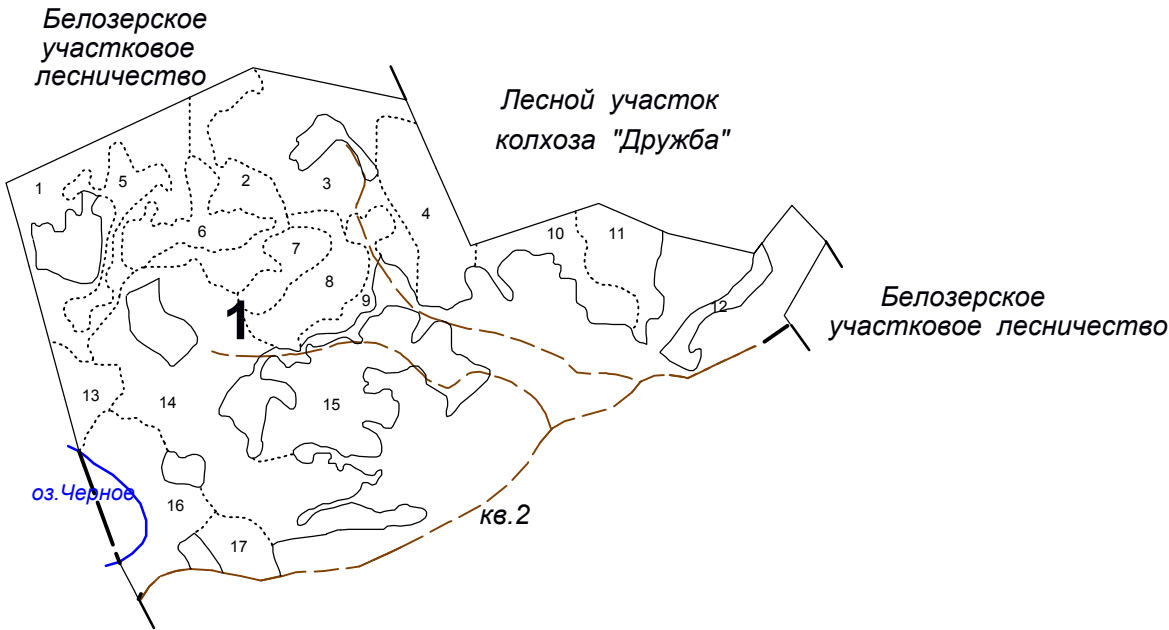 Белозерское
участковое
лесничество
Лесной участок
колхоза "Дружба"
1
5
2
3
4
6
7
8
9
10
11
12
Белозерское
участковое лесничество
1
13
14
15
оз.Черное
16
кв.2
17